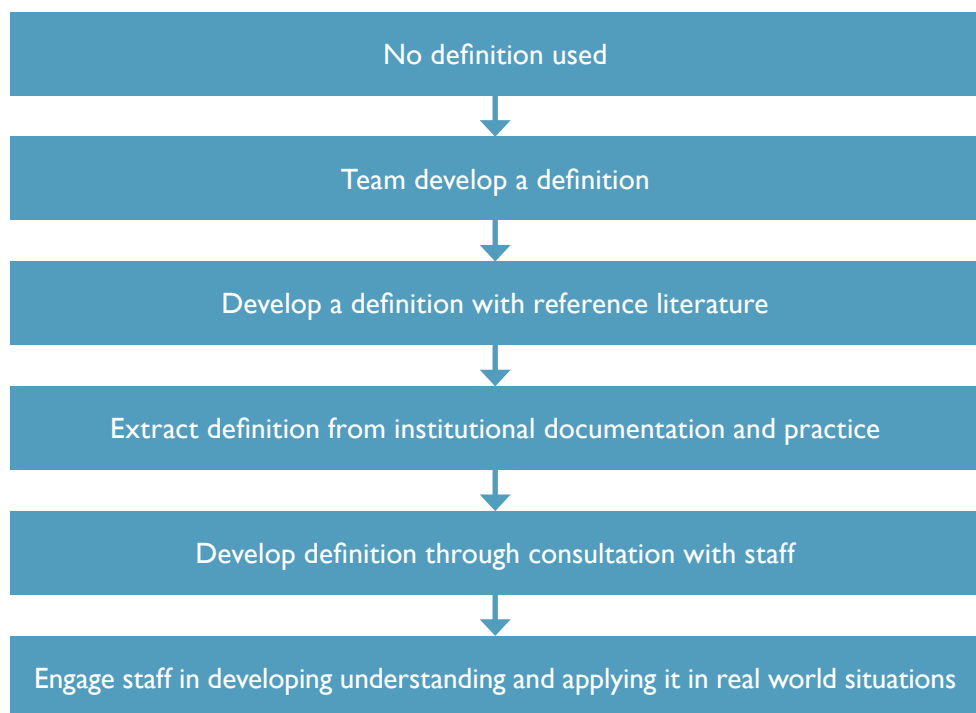 No definition used
Team develop a definition
Develop a definition with reference literature
Extract definition from institutional documentation and practice
Develop definition through consultation with staff
Engage staff in developing understanding and applying it in real world situations